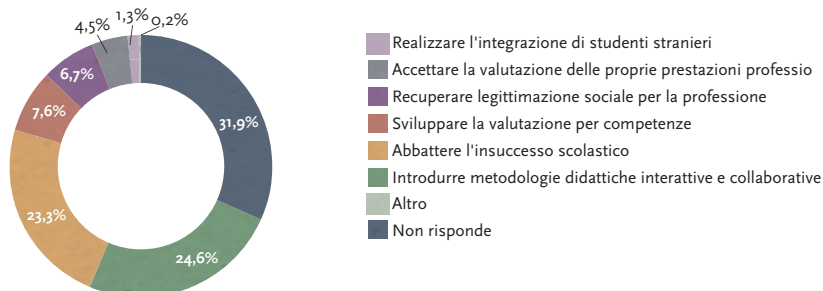 1,3%
0,2%
4,5%
6,7%
7,6%
31,9%
23,3%
24,6%
Realizzare l'integrazione di studenti stranieri
Accettare la valutazione delle proprie prestazioni professio
Recuperare legittimazione sociale per la professione
Sviluppare la valutazione per competenze
Abbattere l'insuccesso scolastico
Introdurre metodologie didattiche interattive e collaborative
Altro
Non risponde